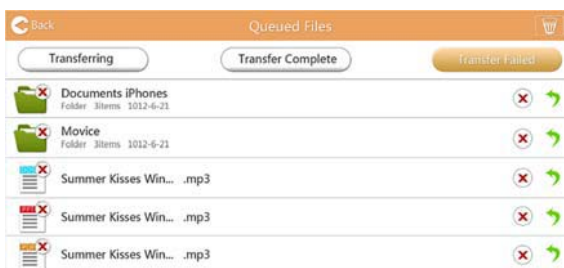 Back
Queued Files
Transferring
Transfer Complete
Transfer Failed
Documents iPhones
Folder 3items 1012-6-21
Movice
Folder 3items 1012-6-21
Summer Kisses Win... .mp3
Summer Kisses Win... .mp3
Summer Kisses Win... .mp3